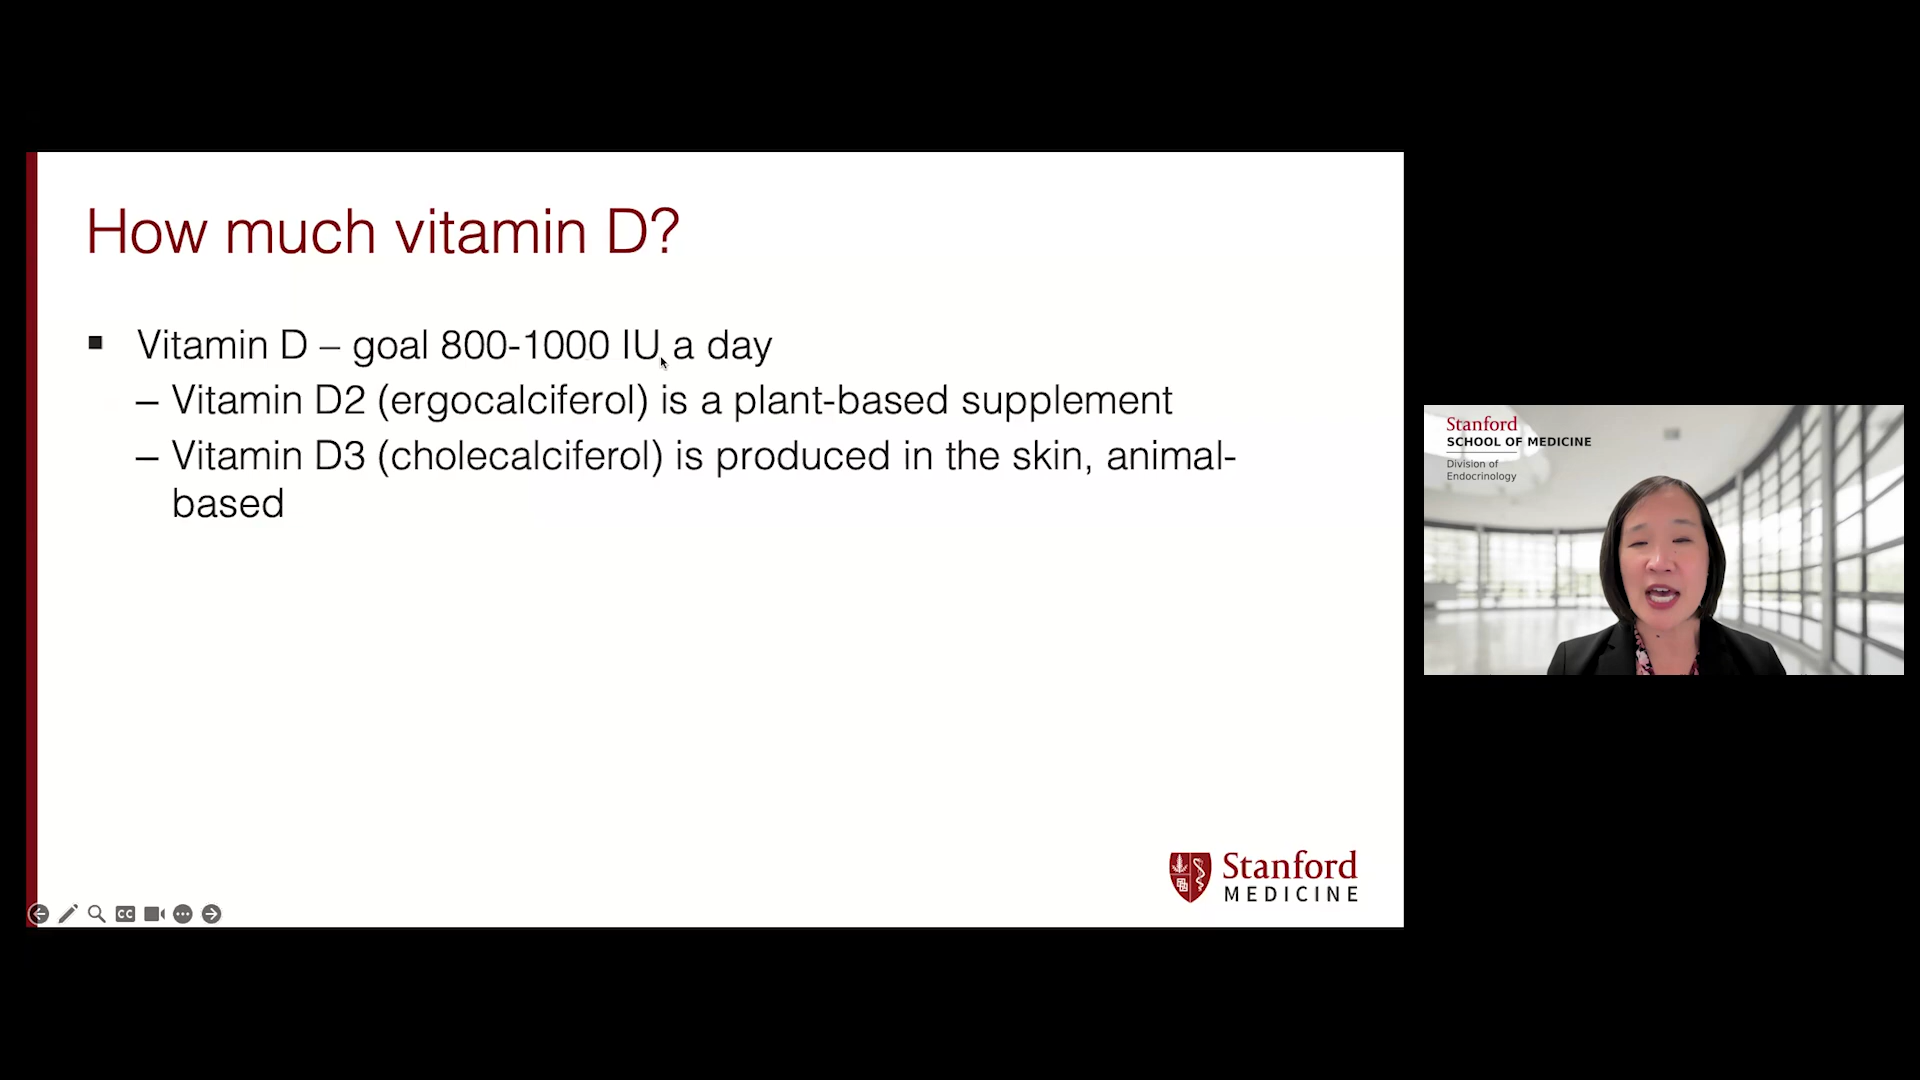 How much vitamin D?
▪ Vitamin D – goal 800-1000 IU a day
– Vitamin D2 (ergocalciferol) is a plant-based supplement
– Vitamin D3 (cholecalciferol) is produced in the skin, animal-
based
Stanford
MEDICINE
CC
Stanford
SCHOOL OF MEDICINE
Division of
Endocrinology